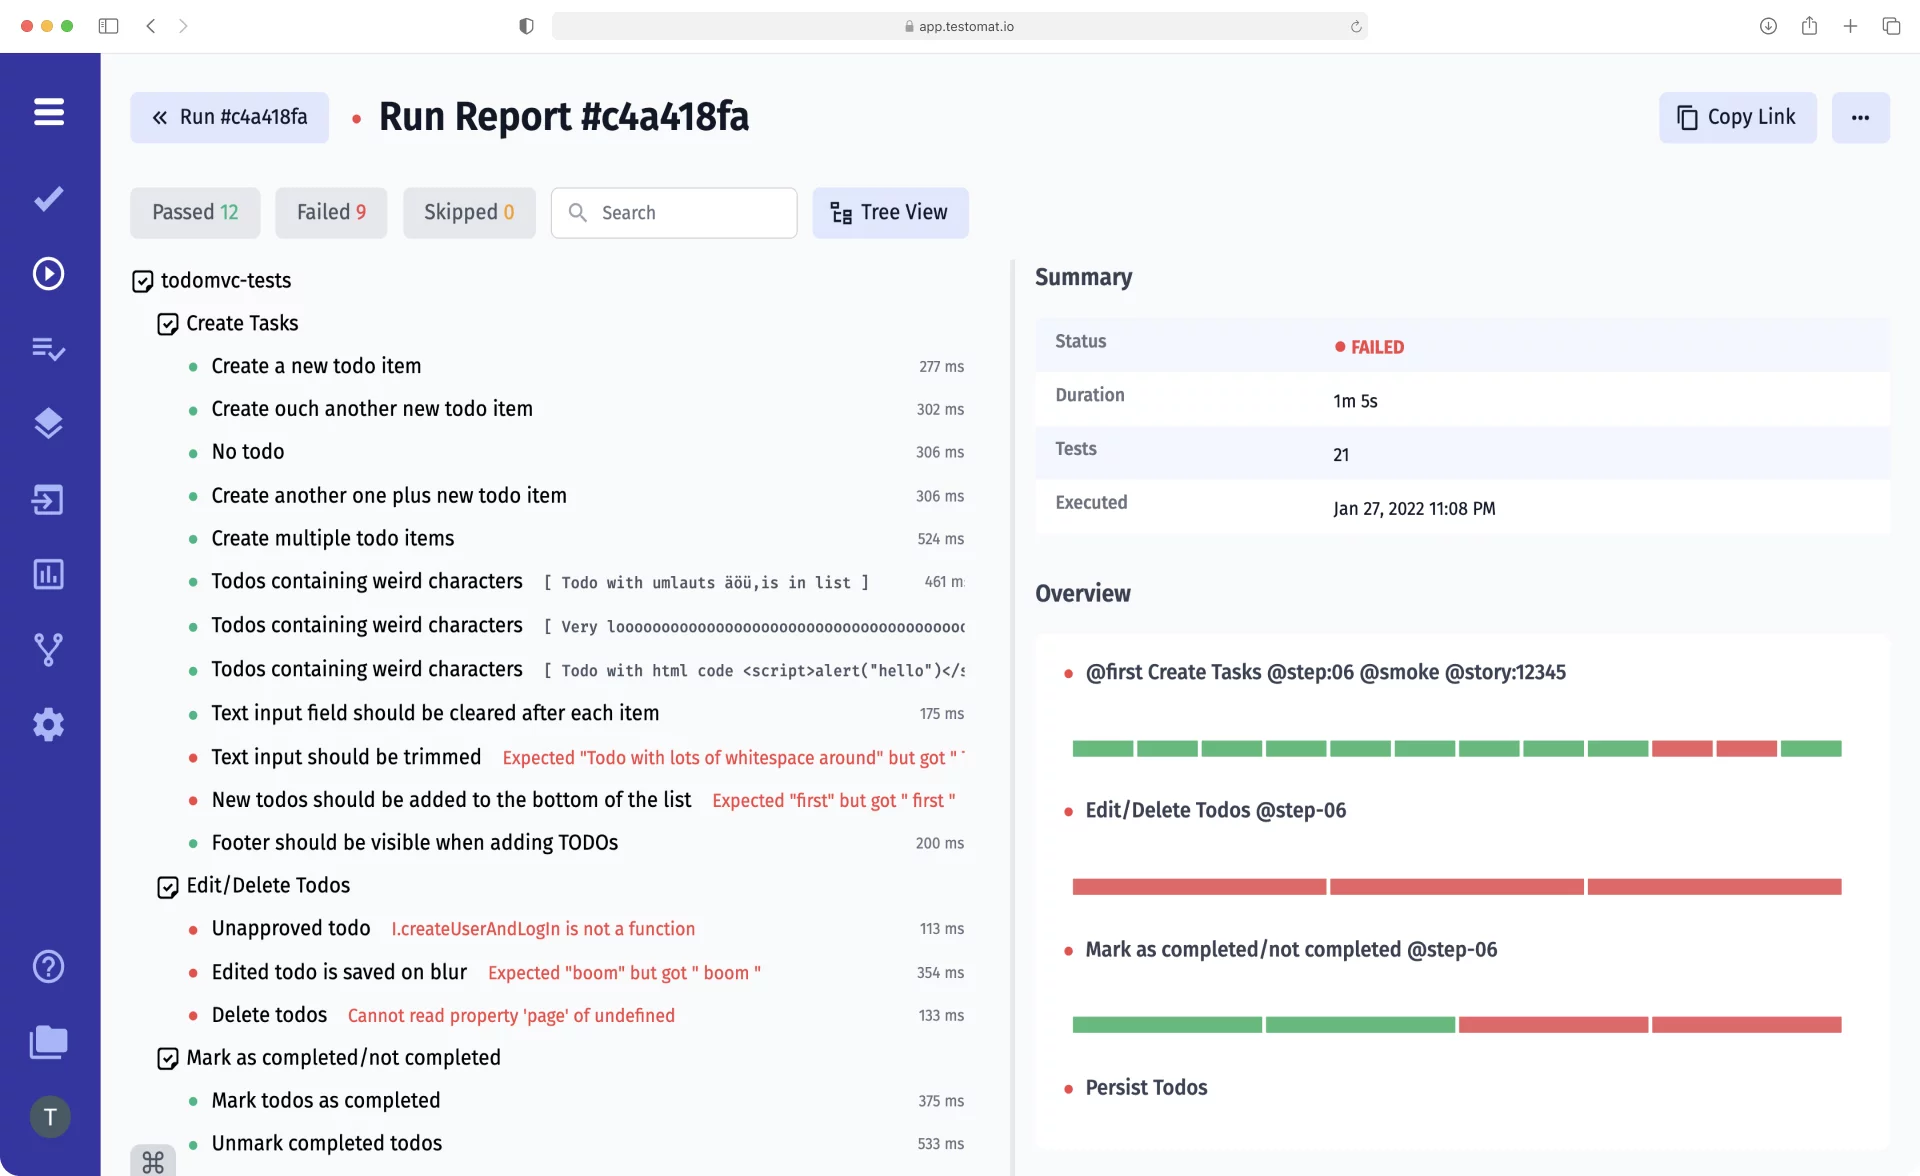 app.testomat.io
Run #c4a418fa
Run Report #c4a418fa
Copy Link
Passed 12
Failed 9
Skipped 0
Search
Tree View
todomvc-tests
Create Tasks
Create a new todo item 277 ms
Create ouch another new todo item 302 ms
No todo 306 ms
Create another one plus new todo item 306 ms
Create multiple todo items 524 ms
Todos containing weird characters [ Todo with umlauts äöü,is in list ] 461 m
Todos containing weird characters [ Very
Todos containing weird characters [ Todo with html code <script>alert("hello")</s
Text input field should be cleared after each item 175 ms
Text input should be trimmed Expected "Todo with lots of whitespace around" but got "
New todos should be added to the bottom of the list Expected "first" but got " first "
Footer should be visible when adding TODOs 200 ms
Edit/Delete Todos
Unapproved todo I.createUserAndLogIn is not a function 113 ms
Edited todo is saved on blur Expected "boom" but got " boom " 354 ms
Delete todos Cannot read property 'page' of undefined 133 ms
Mark as completed/not completed
Mark todos as completed 375 ms
Unmark completed todos 533 ms
T
Summary
Status FAILED
Duration 1m 5s
Tests 21
Executed Jan 27, 2022 11:08 PM
Overview
@first Create Tasks @step:06 @smoke @story:12345
Edit/Delete Todos @step-06
Mark as completed/not completed @step-06
Persist Todos